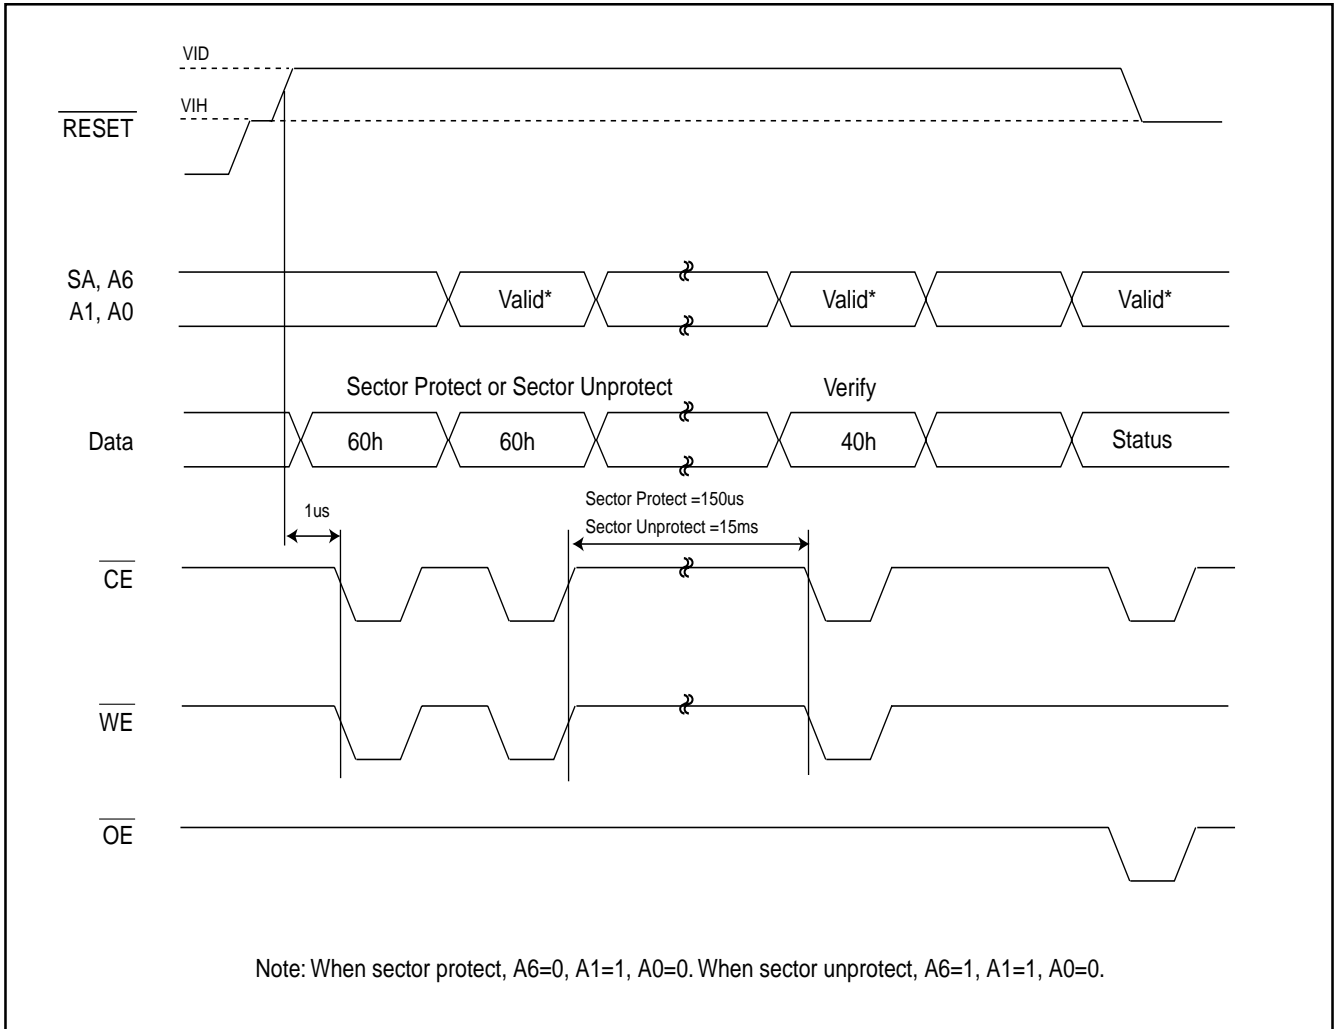 VID
VIH
RESET
SA, A6
A1, A0
Valid*
Valid*
Valid*
Sector Protect or Sector Unprotect
Verify
Data
60h
60h
40h
Status
1us
Sector Protect =150us
Sector Unprotect =15ms
CE
WE
OE
Note: When sector protect, A6=0, A1=1, A0=0. When sector unprotect, A6=1, A1=1, A0=0.